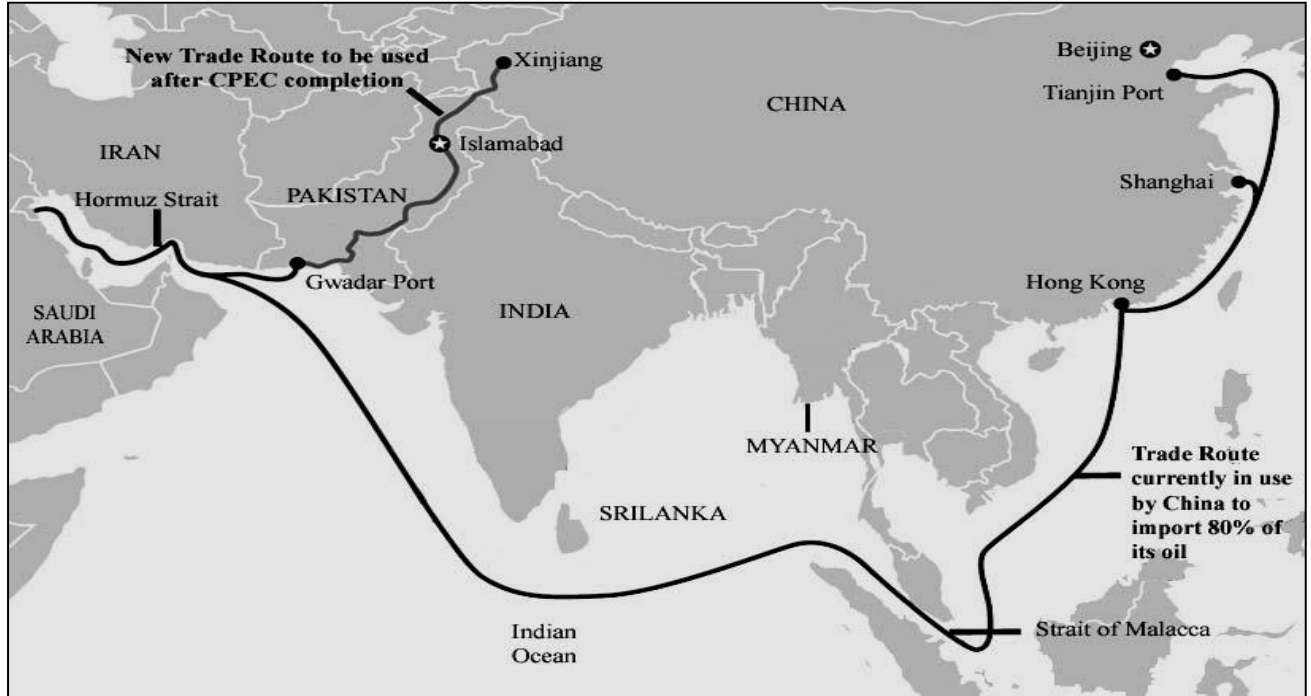 New Trade Route to be used
after CPEC completion
Xinjiang
Beijing
Tianjin Port
CHINA
Islamabad
IRAN
Shanghai
PAKISTAN
Hormuz Strait
Gwadar Port
Hong Kong
SAUDI
ARABIA
INDIA
MYANMAR
Trade Route
currently in use
by China to
import 80% of
its oil
SRILANKA
Strait of Malacca
Indian
Ocean